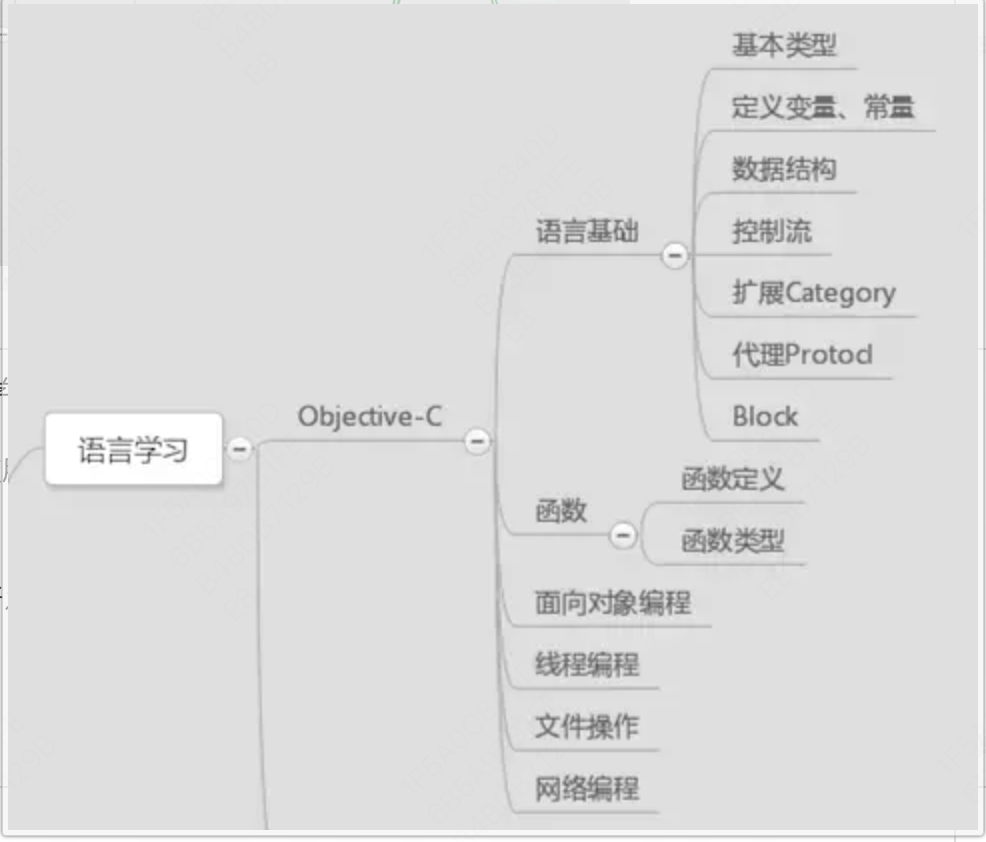 基本类型
定义变量、常量
数据结构
语言基础
控制流
扩展Category
代理Protod
Objective-C
Block
语言学习
函数定义
函数
函数类型
面向对象编程
线程编程
文件操作
网络编程